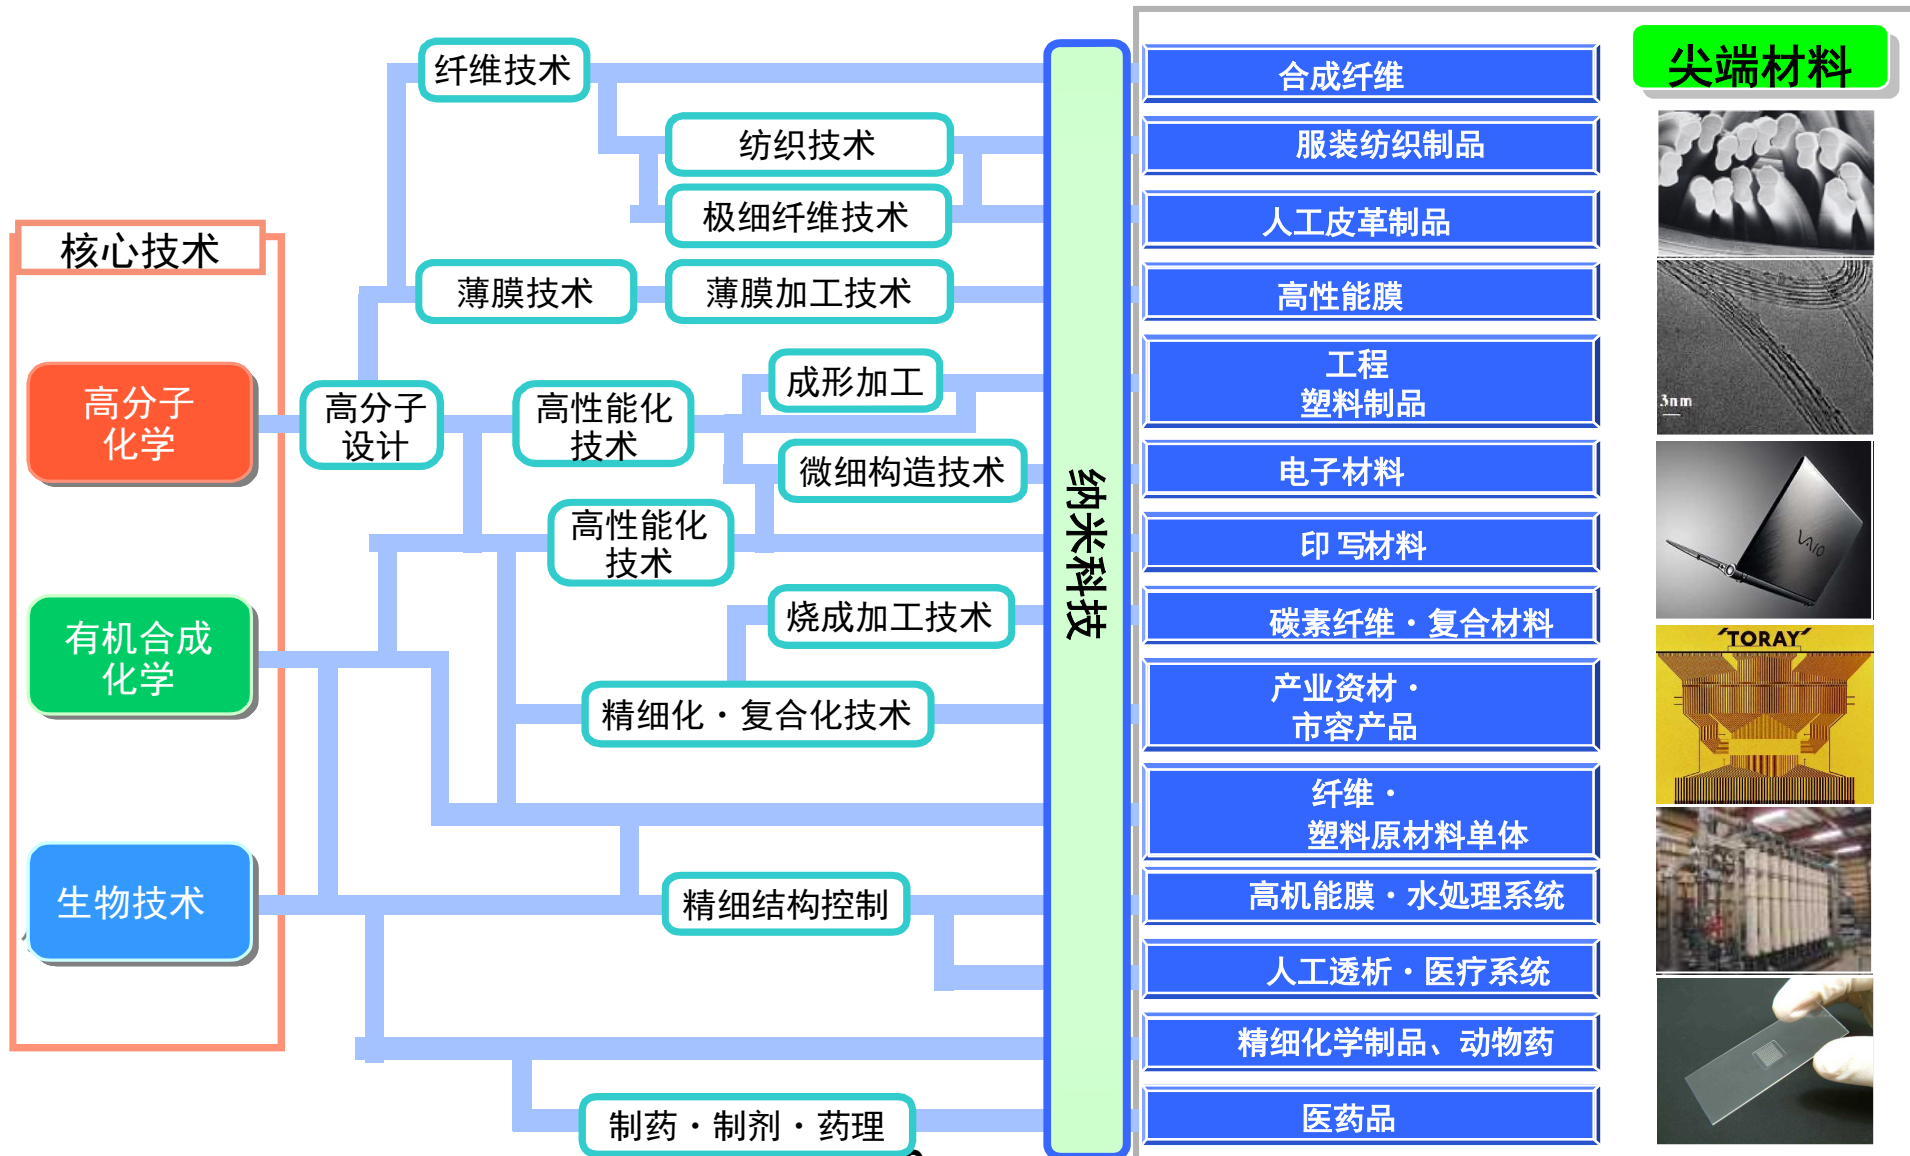 核心技术
高分子
化学
有机合成
化学
生物技术
高分子
设计
纤维技术
纺织技术
极细纤维技术
薄膜技术
薄膜加工技术
高性能化
技术
成形加工
微细构造技术
高性能化
技术
烧成加工技术
精细化・复合化技术
精细结构控制
制药・制剂・药理
纳米科技
合成纤维
服装纺织制品
人工皮革制品
高性能膜
工程
塑料制品
电子材料
印写材料
碳素纤维・复合材料
产业资材・
市容产品
纤维・
塑料原材料单体
高机能膜・水処理系统
人工透析・医疗系统
精细化学制品、动物药
医药品
尖端材料
3nm
VAIO
'TORAY'